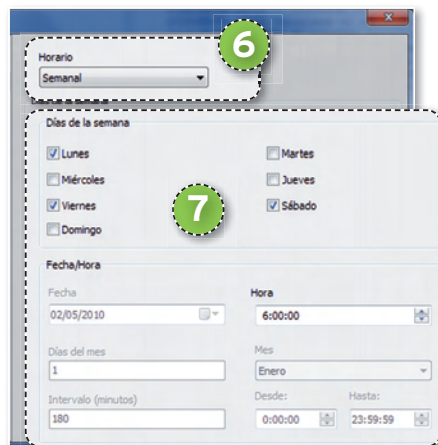 6
Horario
Semanal
Días de la semana
Lunes Martes
Miércoles Jueves
Viernes 7 Sábado
Domingo
Fecha/Hora
Fecha Hora
02/05/2010 6:00:00
Días del mes Mes
1 Enero
Intervalo (minutos) Desde: Hasta:
180 0:00:00 23:59:59